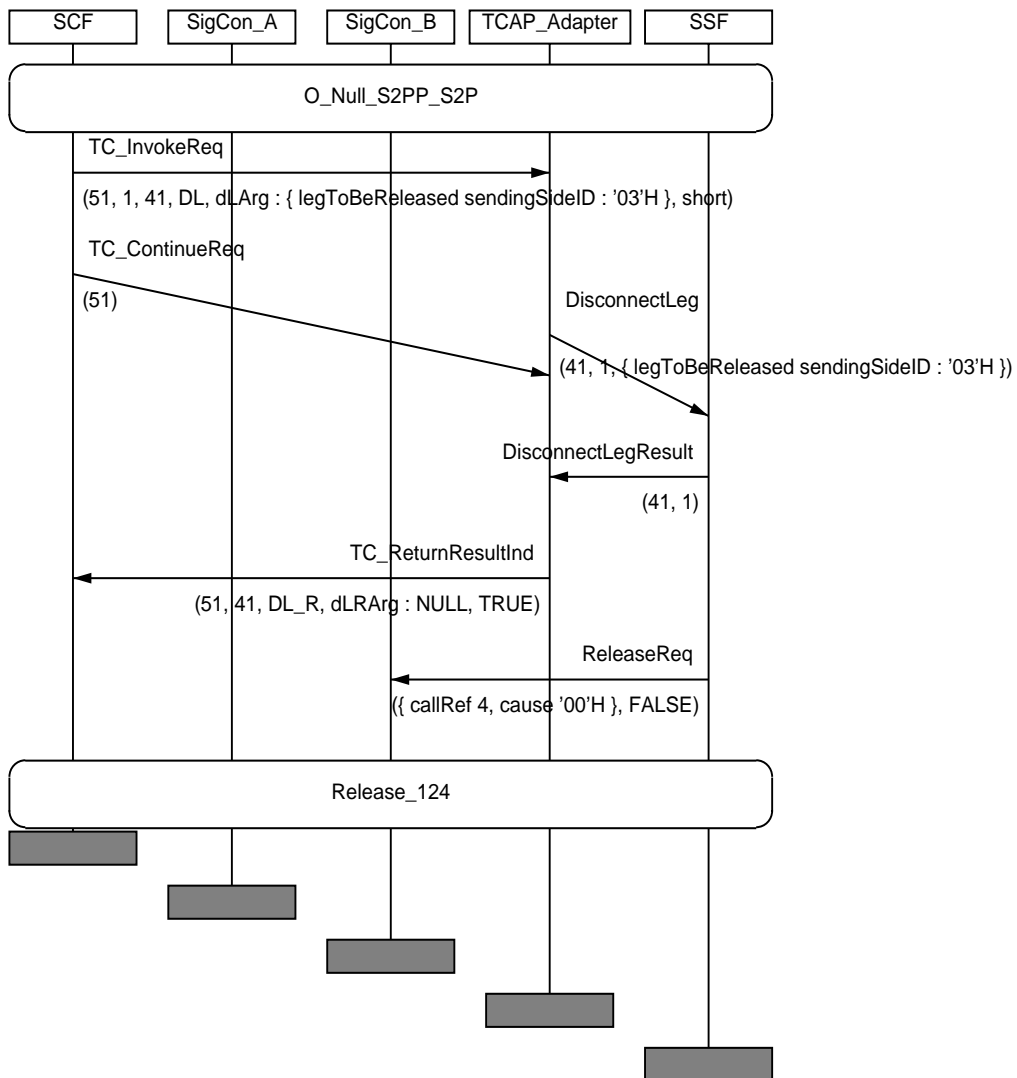 SCF
SigCon_A
SigCon_B
TCAP_Adapter
SSF
O_Null_S2PP_S2P
TC_InvokeReq
(51, 1, 41, DL, dLArg : { legToBeReleased sendingSideID : '03'H }, short)
TC_ContinueReq
(51)
DisconnectLeg
(41, 1, { legToBeReleased sendingSideID : '03'H })
DisconnectLegResult
(41, 1)
TC_ReturnResultInd
(51, 41, DL_R, dLRArg : NULL, TRUE)
ReleaseReq
({ callRef 4, cause '00'H }, FALSE)
Release_124